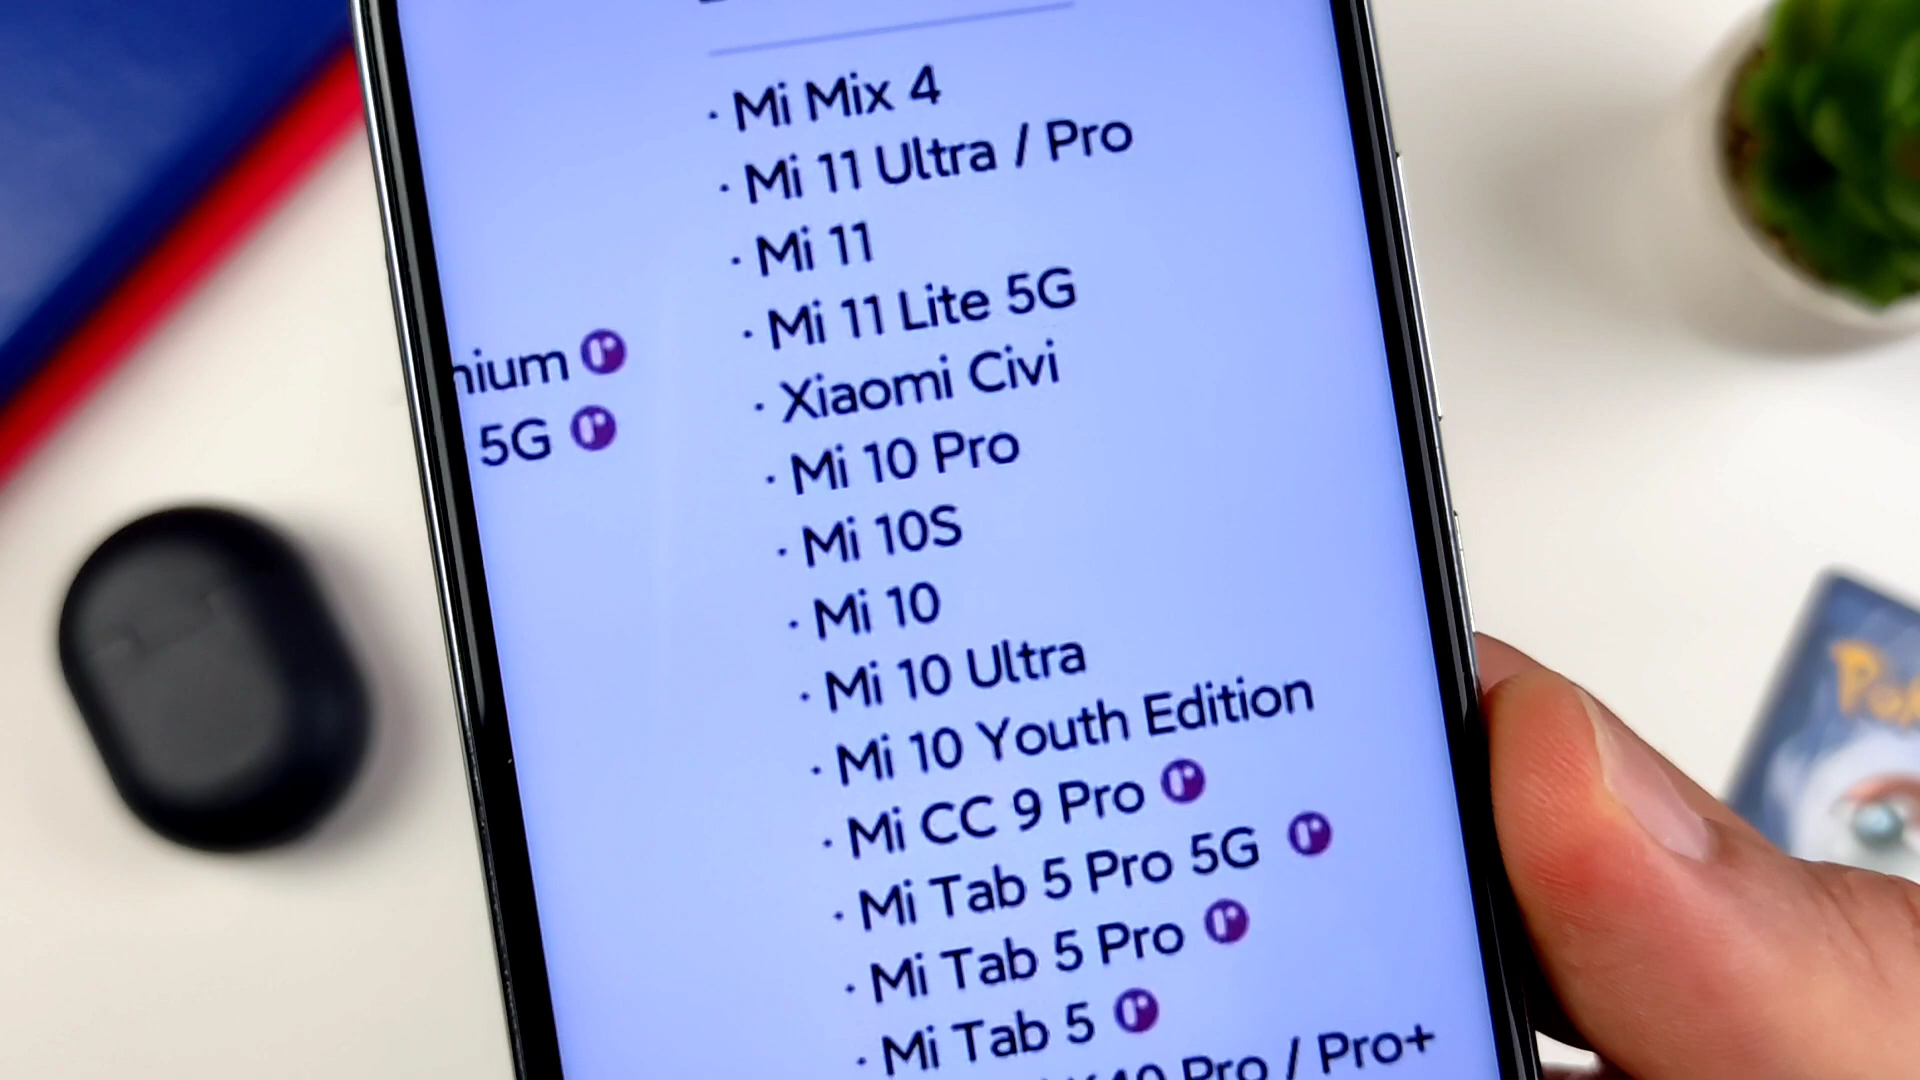 · Mi Mix 4
· Mi 11 Ultra / Pro
· Mi 11
· Mi 11 Lite 5G
nium
5G
· Xiaomi Civi
· Mi 10 Pro
· Mi 10S
· Mi 10
· Mi 10 Ultra
· Mi 10 Youth Edition
· Mi CC 9 Pro
· Mi Tab 5 Pro 5G
· Mi Tab 5 Pro
· Mi Tab 5
Pro / Pro+